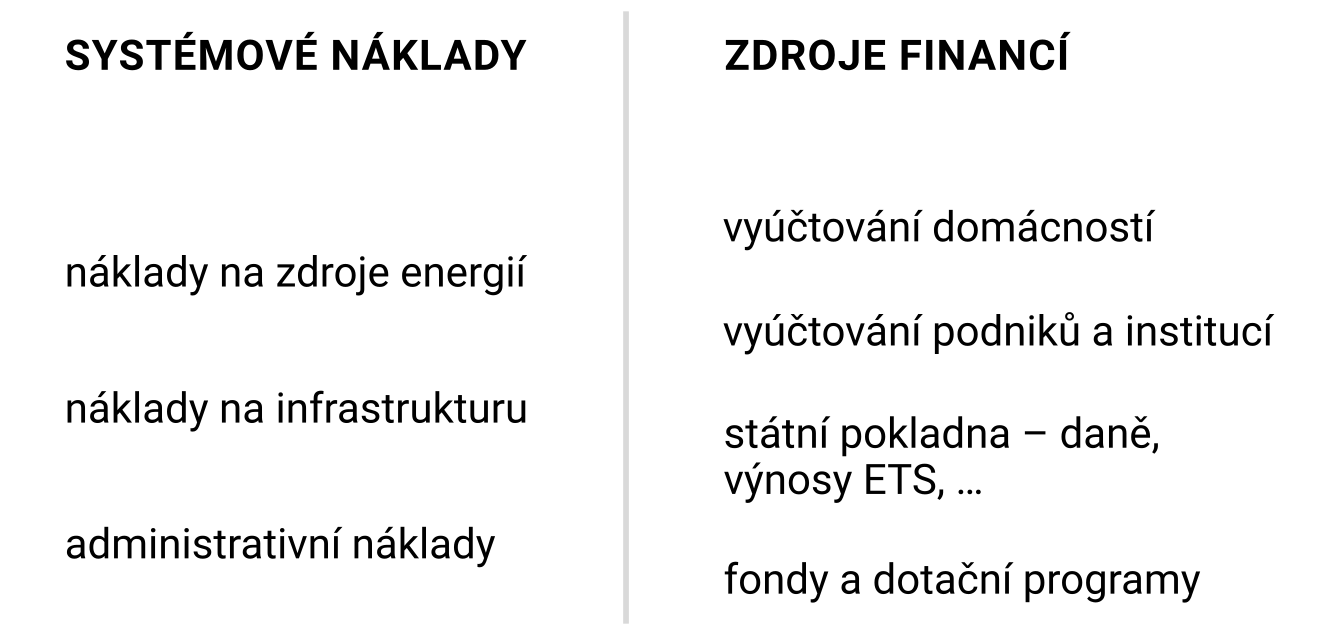 SYSTÉMOVÉ NÁKLADY
náklady na zdroje energií
náklady na infrastrukturu
administrativní náklady
ZDROJE FINANCÍ
vyúčtování domácností
vyúčtování podniků a institucí
státní pokladna – daně,
výnosy ETS, …
fondy a dotační programy